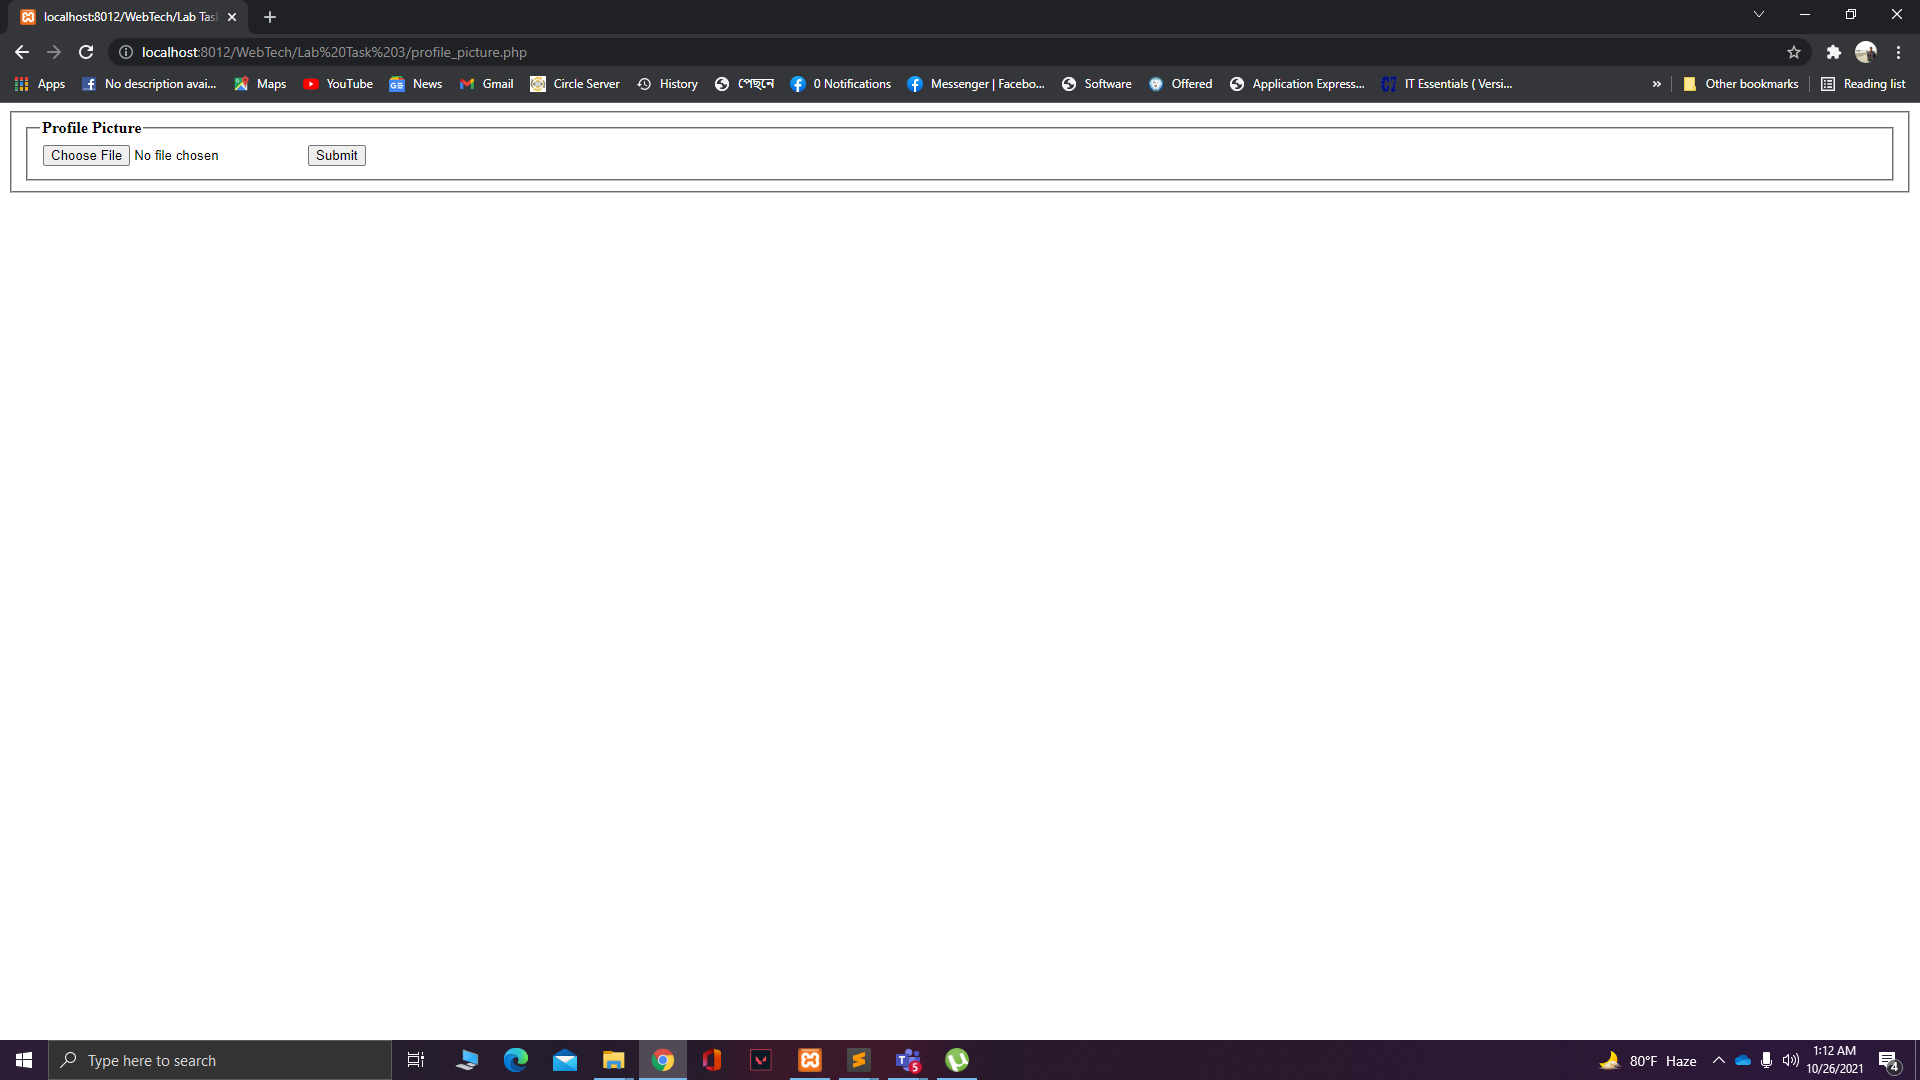 localhost:8012/WebTech/Lab Tas
localhost:8012/WebTech/Lab%20Task%203/profile_picture.php
Apps No description avai... Maps YouTube News Gmail Circle Server History পেছনে 0 Notifications Messenger | Facebo... Software Offered Application Express... IT Essentials ( Versi... » Other bookmarks Reading list
Profile Picture
Choose File No file chosen Submit
Type here to search
80°F Haze
1:12 AM
10/26/2021
5
4